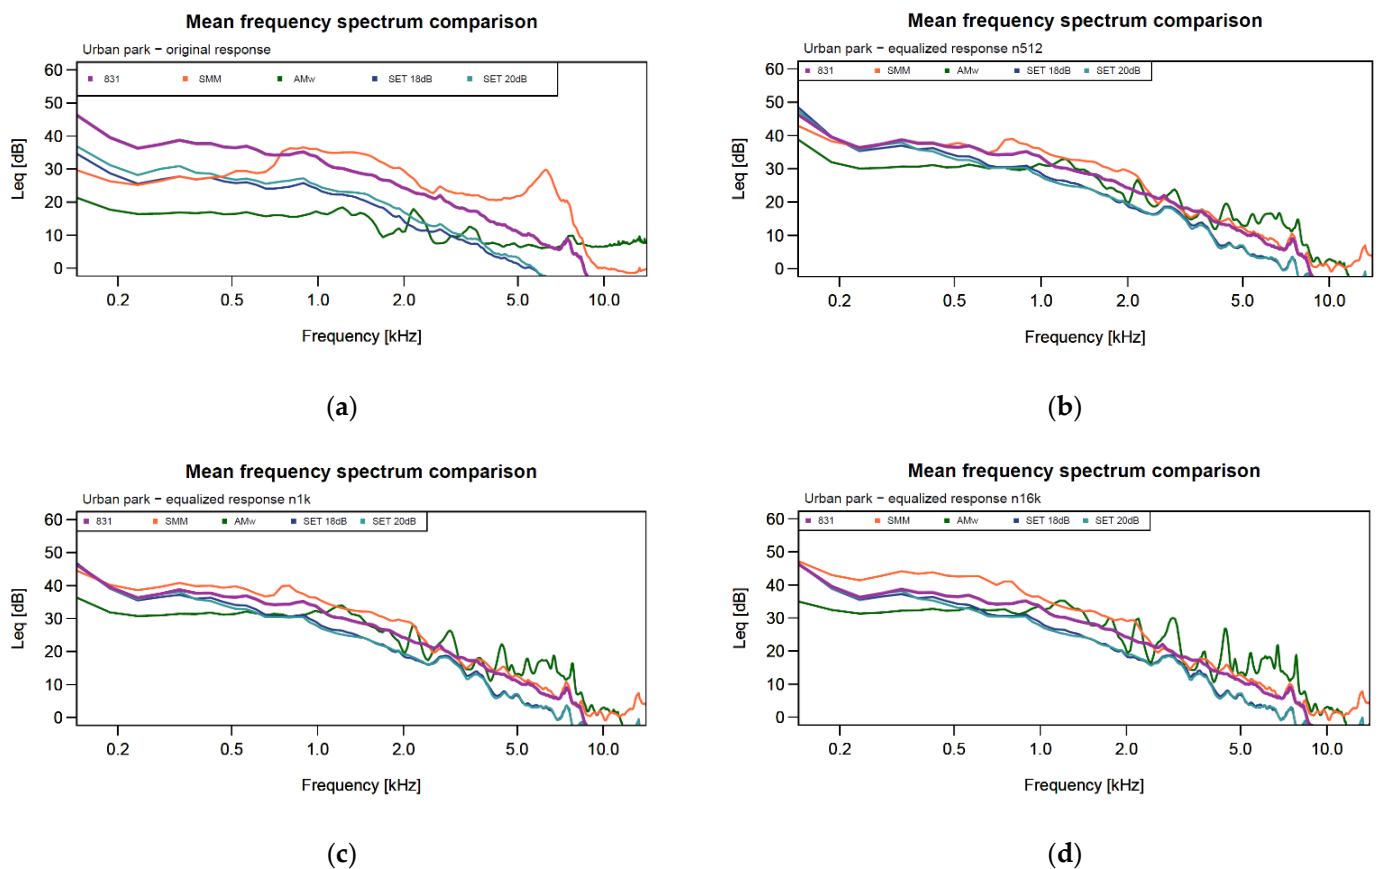 Mean frequency spectrum comparison
Urban park − original response
831 SMM AMw SET 18dB SET 20dB
60
50
40
30
20
10
0
Leq [dB]
0.2 0.5 1.0 2.0 5.0 10.0
Frequency [kHz]
(a)
Mean frequency spectrum comparison
Urban park − equalized response n512
831 SMM AMw SET 18dB SET 20dB
60
50
40
30
20
10
0
Leq [dB]
0.2 0.5 1.0 2.0 5.0 10.0
Frequency [kHz]
(b)
Mean frequency spectrum comparison
Urban park − equalized response n1k
831 SMM AMw SET 18dB SET 20dB
60
50
40
30
20
10
0
Leq [dB]
0.2 0.5 1.0 2.0 5.0 10.0
Frequency [kHz]
(c)
Mean frequency spectrum comparison
Urban park − equalized response n16k
831 SMM AMw SET 18dB SET 20dB
60
50
40
30
20
10
0
Leq [dB]
0.2 0.5 1.0 2.0 5.0 10.0
Frequency [kHz]
(d)